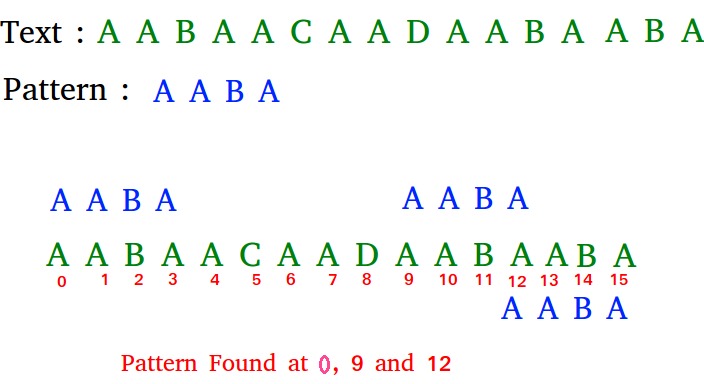 Text : A A B A A C A A D A A B A A B A
Pattern : A A B A
A A B A A A B A
A A B A A C A A D A A B A A B A
0 1 2 3 4 5 6 7 8 9 10 11 12 13 14 15
A A B A
Pattern Found at 0, 9 and 12